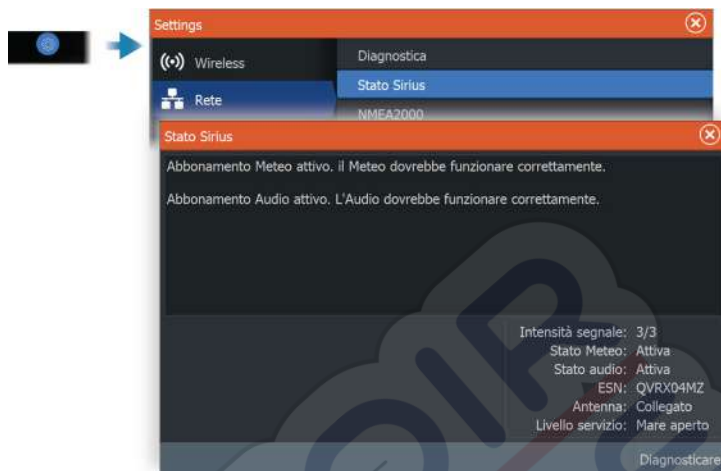 Settings
Wireless
Rete
Diagnostica
Stato Sirius
NMEA2000
Stato Sirius
Abbonamento Meteo attivo. il Meteo dovrebbe funzionare correttamente.
Abbonamento Audio attivo. L'Audio dovrebbe funzionare correttamente.
Intensità segnale: 3/3
Stato Meteo: Attiva
Stato audio: Attiva
ESN: QVRX04MZ
Antenna: Collegato
Livello servizio: Mare aperto
Diagnosticare